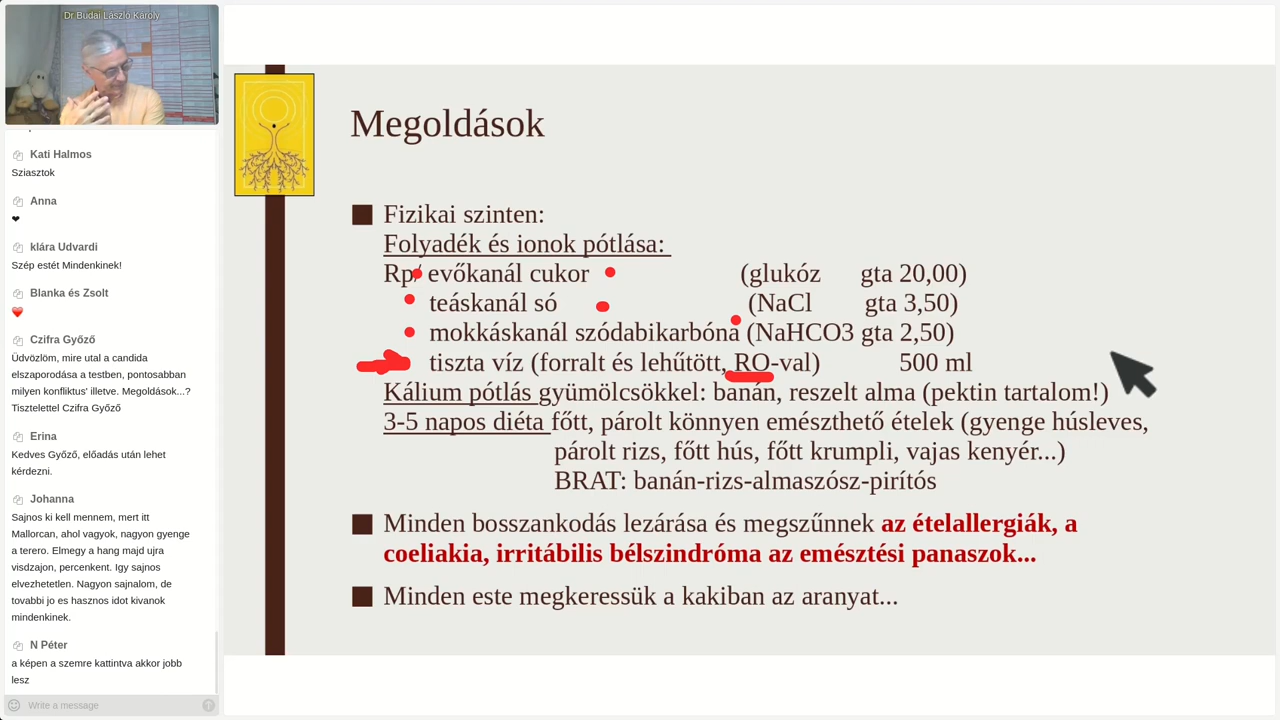 Dr Budai László Károly
Kati Halmos
Sziasztok
Anna
❤
klára Udvardi
Szép estét Mindenkinek!
Blanka és Zsolt
❤️
Czifra Győző
Üdvözlöm, mire utal a candida
elszaporodása a testben, pontosabban
milyen konfliktus' illetve. Megoldások...?
Tisztelettel Czifra Győző
Erina
Kedves Győző, előadás után lehet
kérdezni.
Johanna
Sajnos ki kell mennem, mert itt
Mallorcan, ahol vagyok, nagyon gyenge
a terero. Elmegy a hang majd ujra
visdzajon, percenkent. Igy sajnos
elvezhetetlen. Nagyon sajnalom, de
tovabbi jo es hasznos idot kivanok
mindenkinek.
N Péter
a képen a szemre kattintva akkor jobb
lesz
Write a message
Megoldások
Fizikai szinten:
Folyadék és ionok pótlása:
Rp/ evőkanál cukor (glukóz gta 20,00)
teáskanál só (NaCl gta 3,50)
mokkáskanál szódabikarbóna (NaHCO3 gta 2,50)
tiszta víz (forralt és lehűtött, RO-val) 500 ml
Kálium pótlás gyümölcsökkel: banán, reszelt alma (pektin tartalom!)
3-5 napos diéta főtt, párolt könnyen emészthető ételek (gyenge húsleves,
párolt rizs, főtt hús, főtt krumpli, vajas kenyér...)
BRAT: banán-rizs-almaszósz-pirítós
Minden bosszankodás lezárása és megszűnnek az ételallergiák, a
coeliakia, irritábilis bélszindróma az emésztési panaszok...
Minden este megkeressük a kakiban az aranyat...